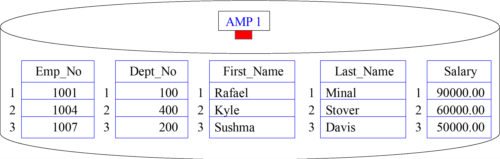 AMP 1
Emp_No Dept_No First_Name Last_Name Salary
1 1001 1 100 1 Rafael 1 Minal 1 90000.00
2 1004 2 400 2 Kyle 2 Stover 2 60000.00
3 1007 3 200 3 Sushma 3 Davis 3 50000.00